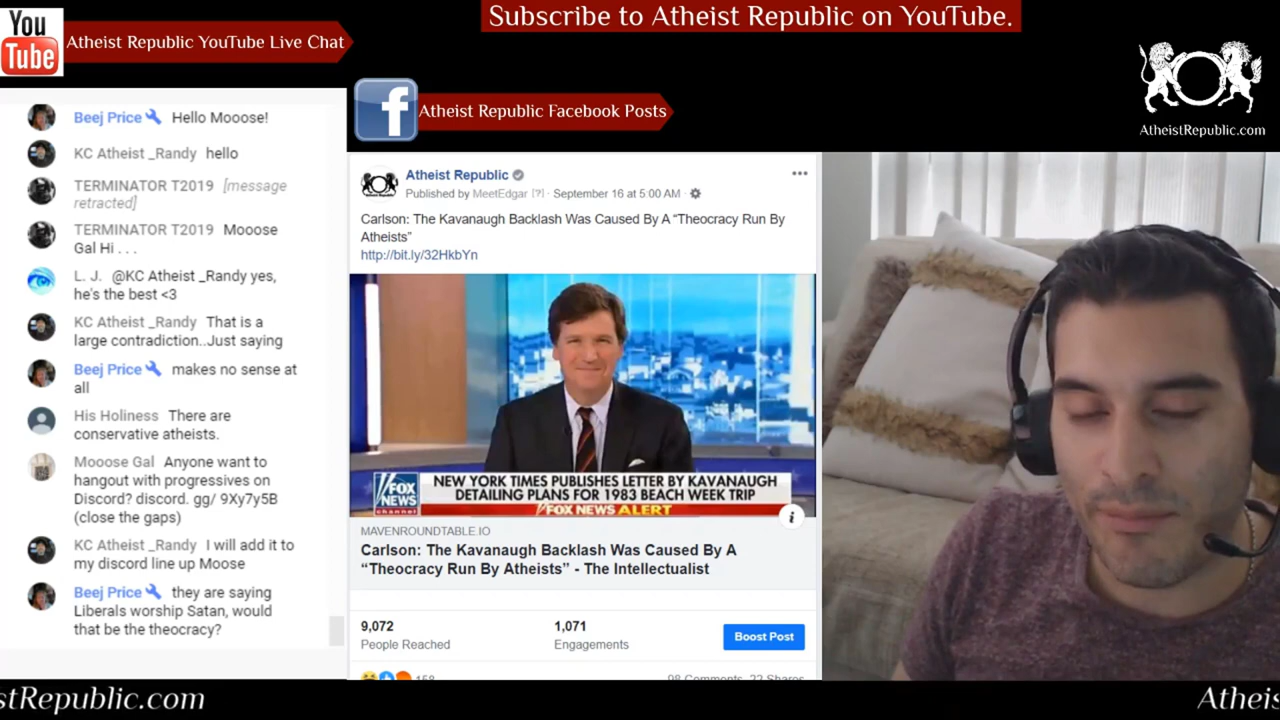 You
Tube
Atheist Republic YouTube Live Chat
Subscribe to Atheist Republic on YouTube.
AtheistRepublic.com
f
Atheist Republic Facebook Posts
Beej Price Hello Mooose!
KC Atheist _Randy hello
TERMINATOR T2019 [message
retracted]
TERMINATOR T2019 Mooose
Gal Hi . . .
L. J. @KC Atheist _Randy yes,
he's the best <3
KC Atheist _Randy That is a
large contradiction..Just saying
Beej Price makes no sense at
all
His Holiness There are
conservative atheists.
Mooose Gal Anyone want to
hangout with progressives on
Discord? discord. gg/ 9Xy7y5B
(close the gaps)
KC Atheist _Randy I will add it to
my discord line up Moose
Beej Price they are saying
Liberals worship Satan, would
that be the theocracy?
Atheist Republic
Published by MeetEdgar [?] · September 16 at 5:00 AM ·
Carlson: The Kavanaugh Backlash Was Caused By A “Theocracy Run By
Atheists”
http://bit.ly/32HkbYn
FOX
NEWS
channel
NEW YORK TIMES PUBLISHES LETTER BY KAVANAUGH
DETAILING PLANS FOR 1983 BEACH WEEK TRIP
FOX NEWS ALERT
i
MAVENROUNDTABLE.IO
Carlson: The Kavanaugh Backlash Was Caused By A
“Theocracy Run By Atheists” - The Intellectualist
9,072
People Reached
1,071
Engagements
Boost Post
158
98 Comments 22 Shares
stRepublic.com
Atheis